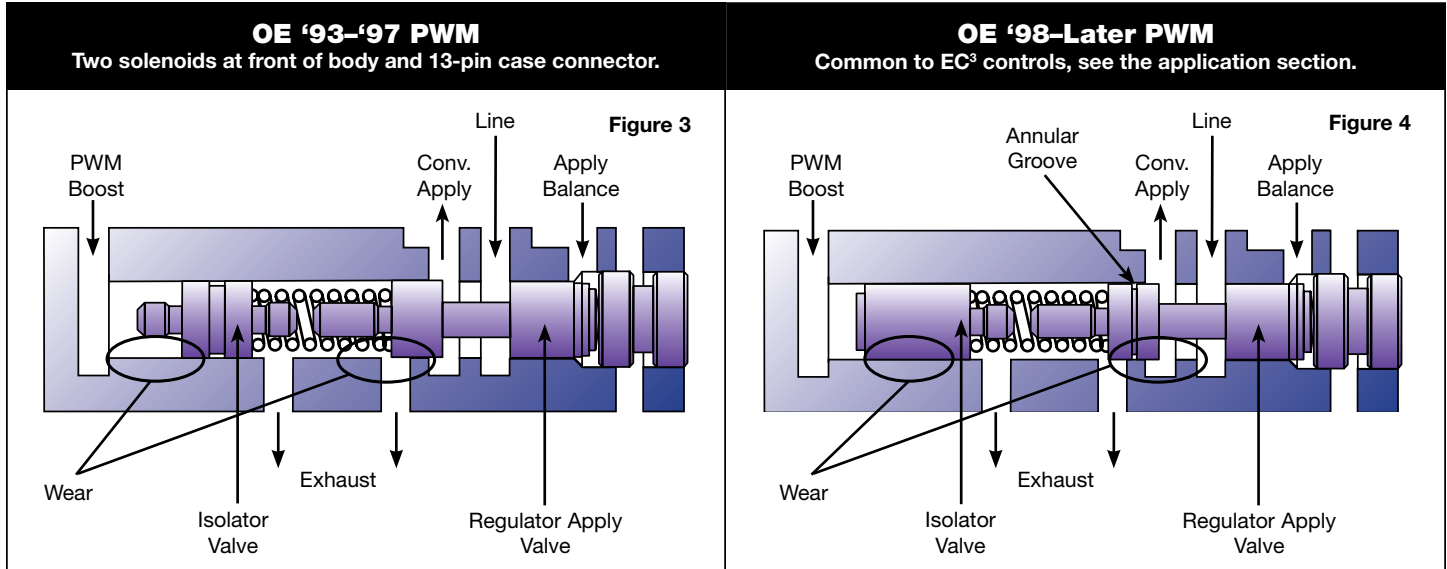 OE ‘93–‘97 PWM
Two solenoids at front of body and 13-pin case connector.
Figure 3
PWM
Boost
Conv.
Apply
Line
Apply
Balance
Wear
Exhaust
Isolator
Valve
Regulator Apply
Valve
OE ‘98–Later PWM
Common to EC³ controls, see the application section.
Figure 4
PWM
Boost
Annular
Groove
Conv.
Apply
Line
Apply
Balance
Wear
Exhaust
Isolator
Valve
Regulator Apply
Valve